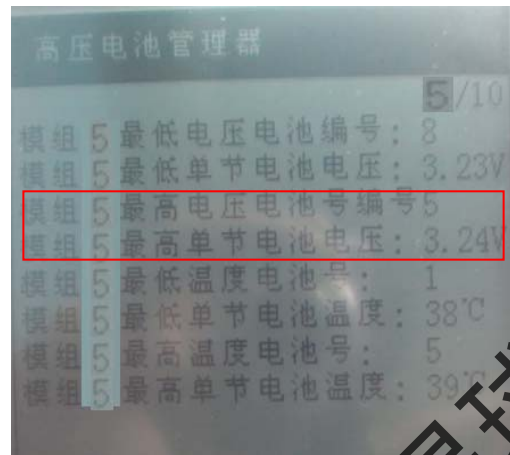 高压电池管理器
5/10
模组 5 最低电压电池编号: 8
模组 5 最低单节电池电压: 3.23V
模组 5 最高电压电池号编号5
模组 5 最高单节电池电压: 3.24V
模组 5 最低温度电池号: 1
模组 5 最低单节电池温度: 38℃
模组 5 最高温度电池号: 5
模组 5 最高单节电池温度: 39℃